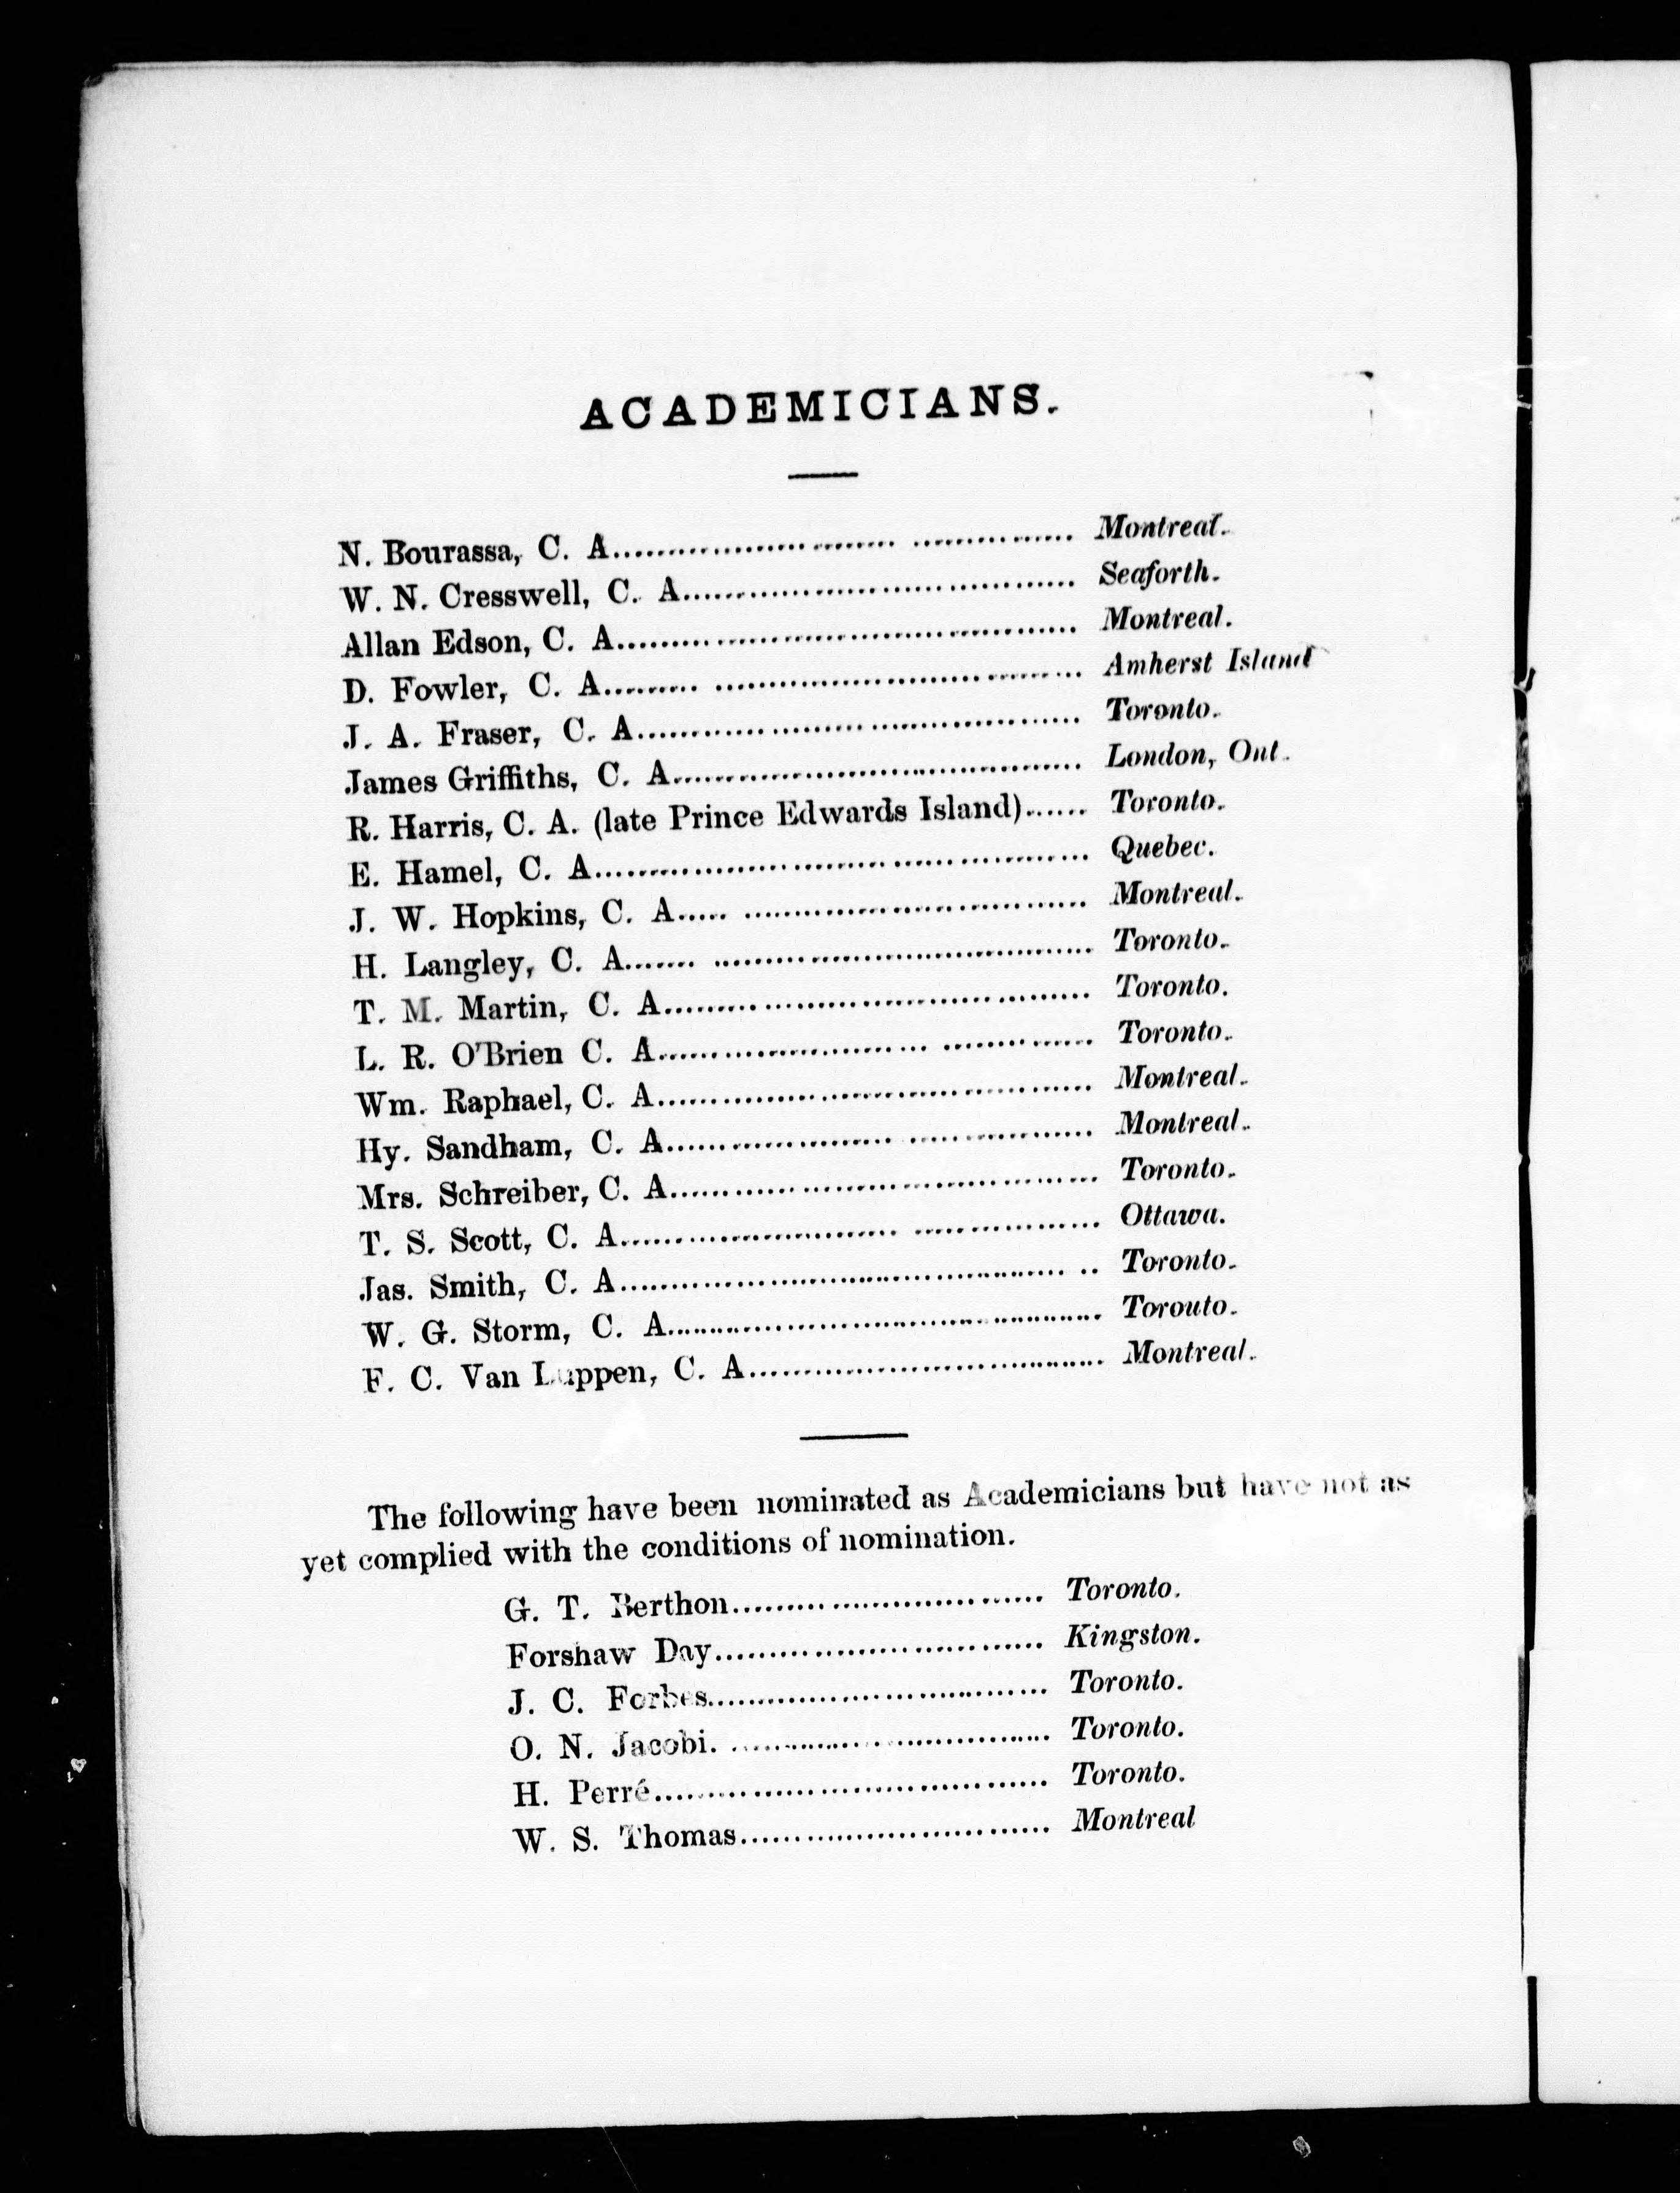 ACADEMICIANS.
N. Bourassa, C. A.................................................. Montreal.
W. N. Cresswell, C. A............................................. Seaforth.
Allan Edson, C. A.................................................. Montreal.
D. Fowler, C. A......... ........................................... Amherst Island
J. A. Fraser, C. A................................................. Toronto.
James Griffiths, C. A.............................................. London, Ont.
R. Harris, C. A. (late Prince Edwards Island)...... Toronto.
E. Hamel, C. A..................................................... Quebec.
J. W. Hopkins, C. A..... ....................................... Montreal.
H. Langley, C. A....... ........................................... Toronto.
T. M. Martin, C. A................................................ Toronto.
L. R. O'Brien C. A............................ ................ Toronto.
Wm. Raphael, C. A................................................ Montreal.
Hy. Sandham, C. A........................ ..................... Montreal.
Mrs. Schreiber, C. A.............................................. Toronto.
T. S. Scott, C. A............................... ................... Ottawa.
Jas. Smith, C. A................................................. .. Toronto.
W. G. Storm, C. A................................................ Torouto.
F. C. Van Luppen, C. A........................................ Montreal.
The following have been nominated as Academicians but have not as
yet complied with the conditions of nomination.
G. T. Berthon................................... Toronto.
Forshaw Day.................................... Kingston.
J. C. Forbes...................................... Toronto.
O. N. Jacobi. .................................... Toronto.
H. Perré............................................ Toronto.
W. S. Thomas................................... Montreal